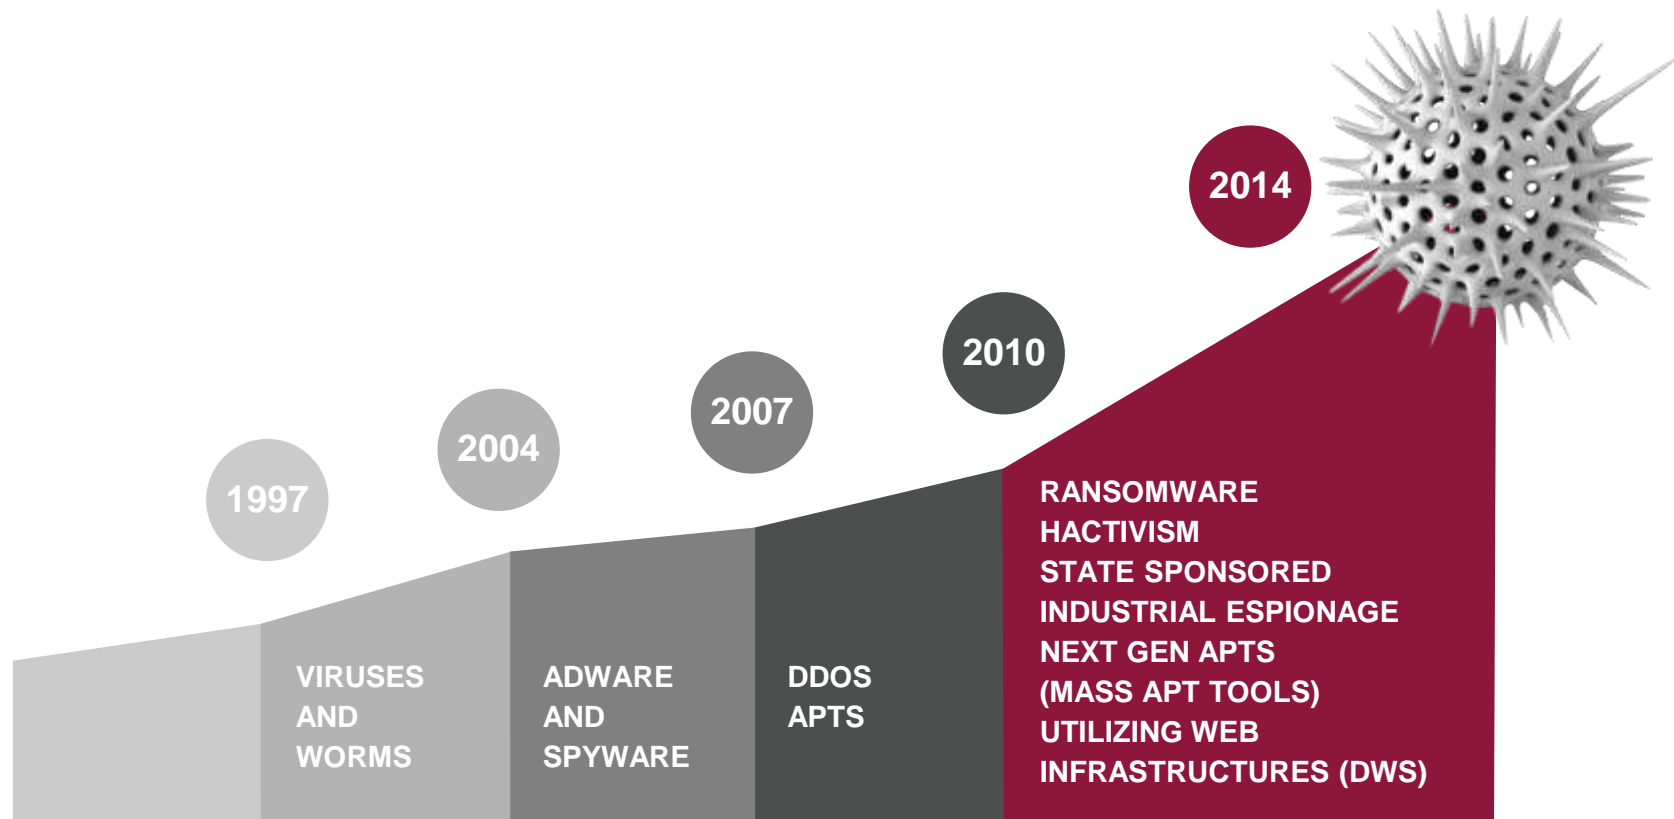 2014
2010
2007
2004
1997
VIRUSES
AND
WORMS
ADWARE
AND
SPYWARE
DDOS
APTS
RANSOMWARE
HACTIVISM
STATE SPONSORED
INDUSTRIAL ESPIONAGE
NEXT GEN APTS
(MASS APT TOOLS)
UTILIZING WEB
INFRASTRUCTURES (DWS)